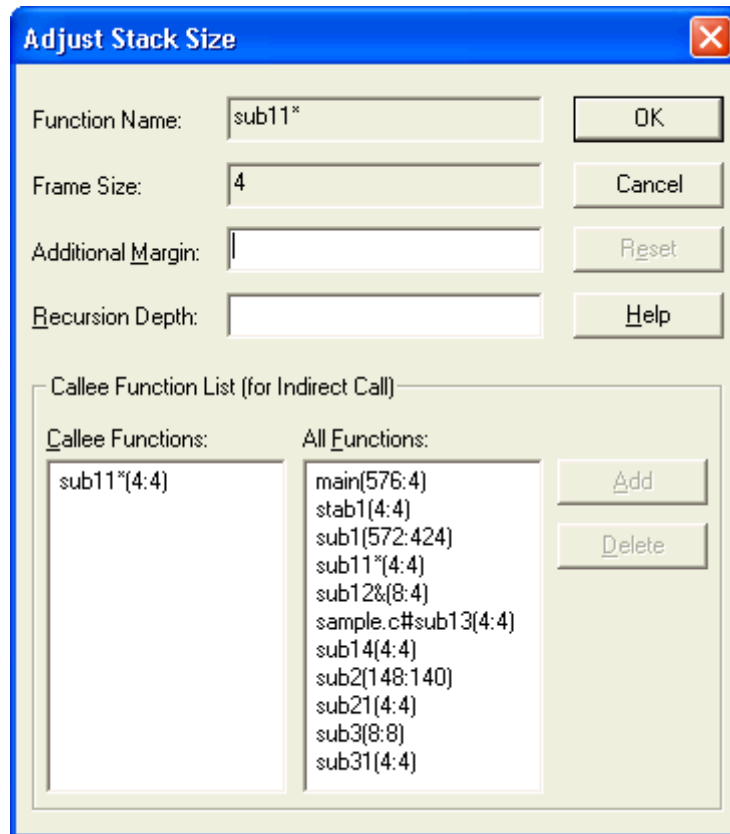 Adjust Stack Size
Function Name: sub11* OK
Frame Size: 4 Cancel
Additional Margin: Reset
Recursion Depth: Help
Callee Function List (for Indirect Call)
Callee Functions: All Functions:
sub11*(4:4) main(576:4) Add
stab1(4:4)
sub1(572:424) Delete
sub11*(4:4)
sub12&(8:4)
sample.c#sub13(4:4)
sub14(4:4)
sub2(148:140)
sub21(4:4)
sub3(8:8)
sub31(4:4)